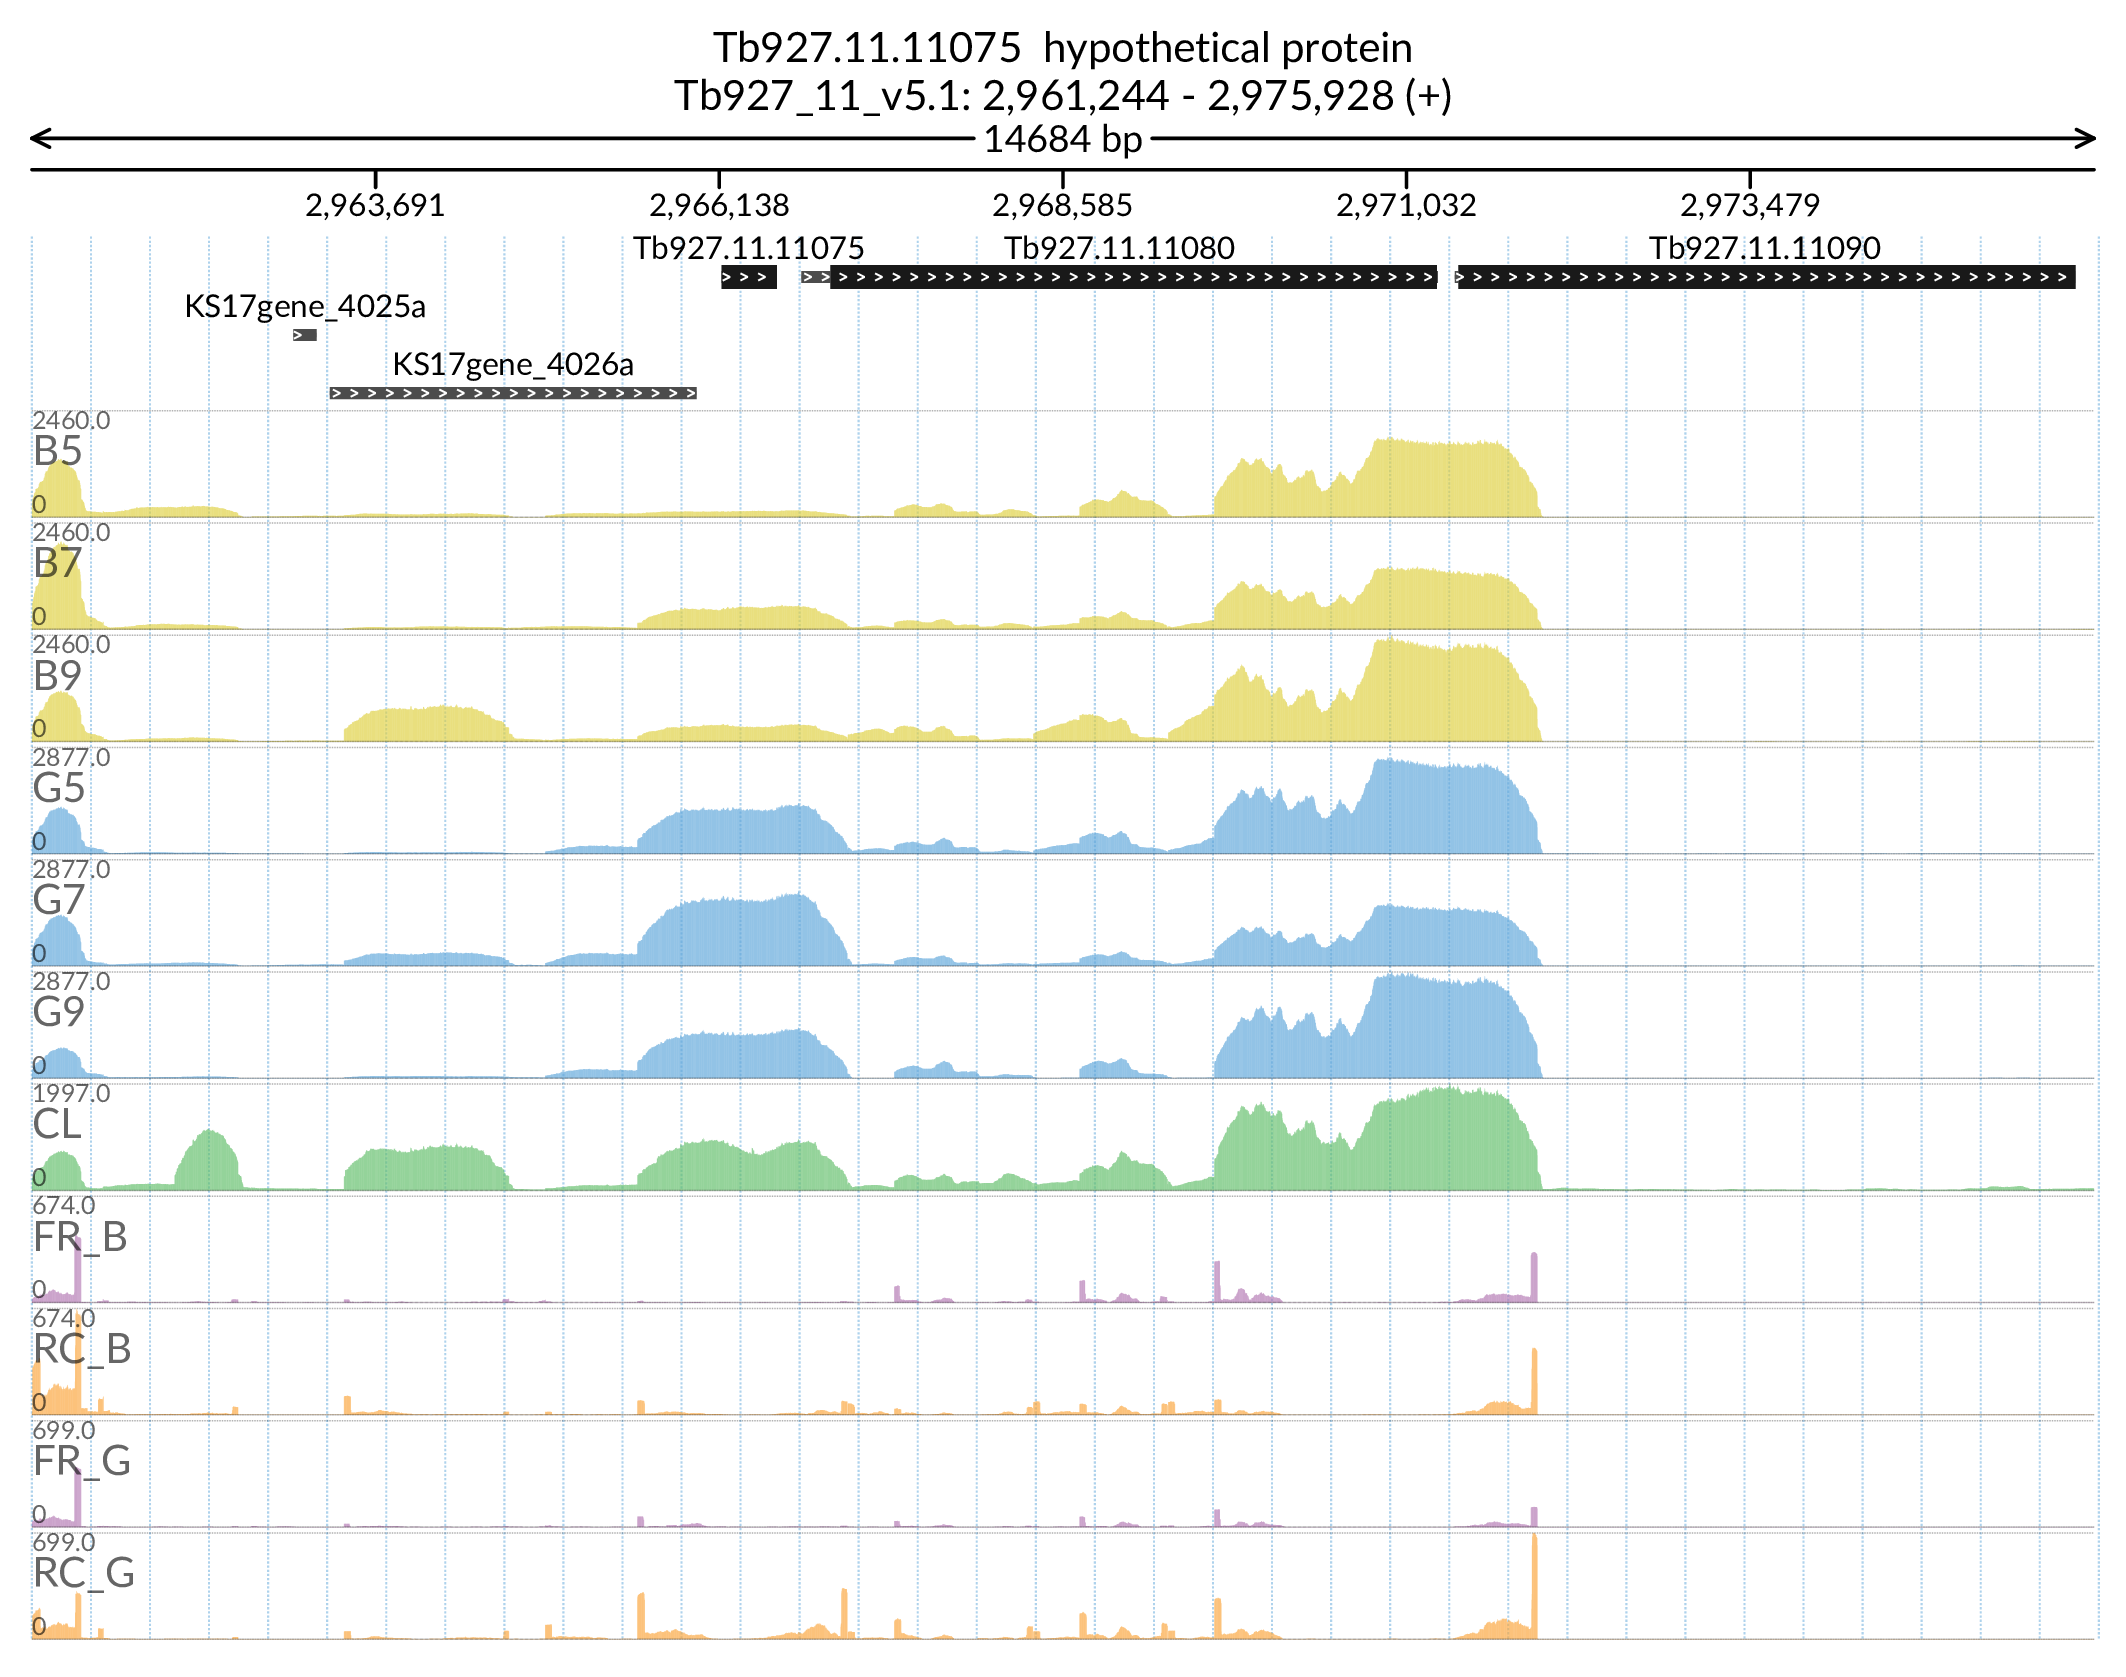 Tb927.11.11075  hypothetical protein
Tb927_11_v5.1: 2,961,244 - 2,975,928 (+)
14684 bp
2,963,691 2,966,138 2,968,585 2,971,032 2,973,479
Tb927.11.11075 Tb927.11.11080 Tb927.11.11090
KS17gene_4025a
KS17gene_4026a
2460.0
B5
0
2460.0
B7
0
2460.0
B9
0
2877.0
G5
0
2877.0
G7
0
2877.0
G9
0
1997.0
CL
0
674.0
FR_B
0
674.0
RC_B
0
699.0
FR_G
0
699.0
RC_G
0